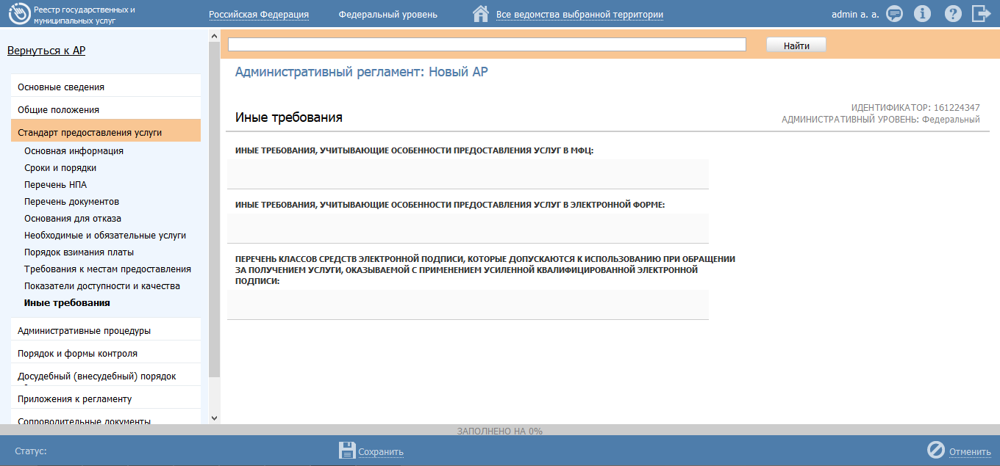 Реестр государственных и
муниципальных услуг
Российская Федерация
Федеральный уровень
Все ведомства выбранной территории
admin a. a.
Вернуться к АР
Найти
Основные сведения
Общие положения
Стандарт предоставления услуги
Основная информация
Сроки и порядки
Перечень НПА
Перечень документов
Основания для отказа
Необходимые и обязательные услуги
Порядок взимания платы
Требования к местам предоставления
Показатели доступности и качества
Иные требования
Административные процедуры
Порядок и формы контроля
Досудебный (внесудебный) порядок
Приложения к регламенту
Сопроводительные документы
Административный регламент: Новый АР
Иные требования
ИДЕНТИФИКАТОР: 161224347
АДМИНИСТРАТИВНЫЙ УРОВЕНЬ: Федеральный
ИНЫЕ ТРЕБОВАНИЯ, УЧИТЫВАЮЩИЕ ОСОБЕННОСТИ ПРЕДОСТАВЛЕНИЯ УСЛУГ В МФЦ:
ИНЫЕ ТРЕБОВАНИЯ, УЧИТЫВАЮЩИЕ ОСОБЕННОСТИ ПРЕДОСТАВЛЕНИЯ УСЛУГ В ЭЛЕКТРОННОЙ ФОРМЕ:
ПЕРЕЧЕНЬ КЛАССОВ СРЕДСТВ ЭЛЕКТРОННОЙ ПОДПИСИ, КОТОРЫЕ ДОПУСКАЮТСЯ К ИСПОЛЬЗОВАНИЮ ПРИ ОБРАЩЕНИИ
ЗА ПОЛУЧЕНИЕМ УСЛУГИ, ОКАЗЫВАЕМОЙ С ПРИМЕНЕНИЕМ УСИЛЕННОЙ КВАЛИФИЦИРОВАННОЙ ЭЛЕКТРОННОЙ
ПОДПИСИ:
ЗАПОЛНЕНО НА 0%
Статус:
Сохранить
Отменить